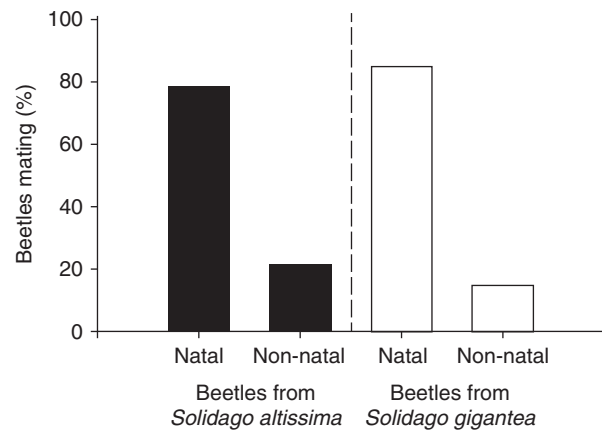 100
80
60
40
20
0
Beetles mating (%)
Natal Non-natal Natal Non-natal
Beetles from Beetles from
Solidago altissima Solidago gigantea